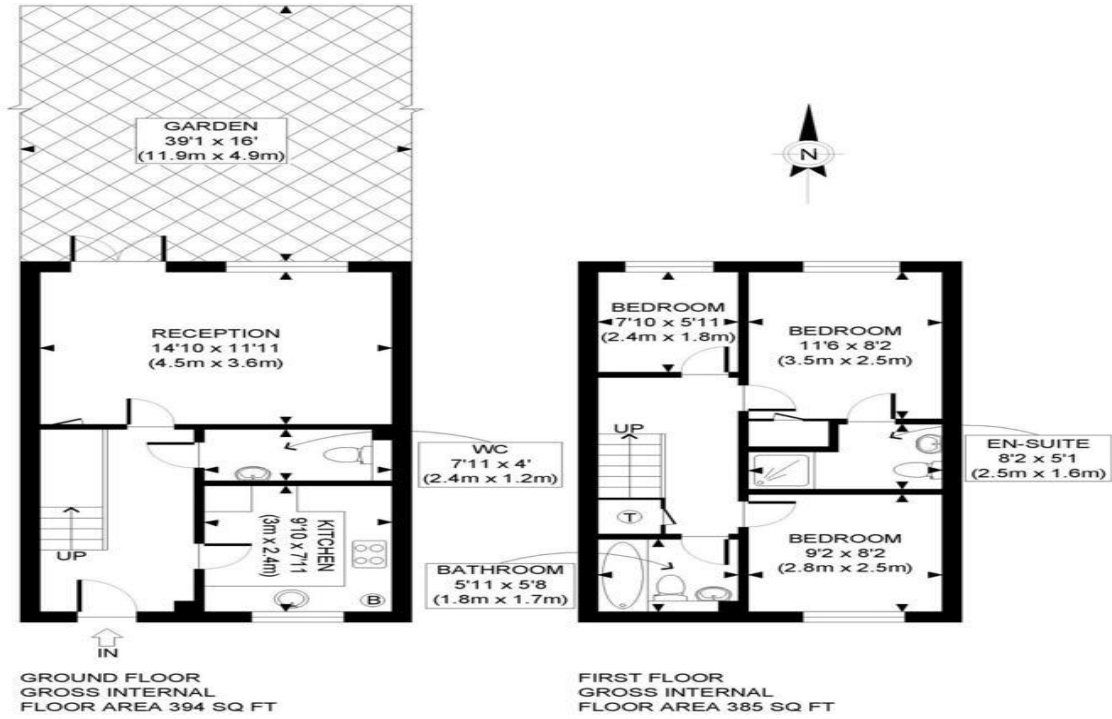 GARDEN
39'1 x 16'
(11.9m x 4.9m)
N
RECEPTION
14'10 x 11'11
(4.5m x 3.6m)
WC
7'11 x 4'
(2.4m x 1.2m)
KITCHEN
9'10 x 7'11
(3m x 2.4m)
UP
B
IN
GROUND FLOOR
GROSS INTERNAL
FLOOR AREA 394 SQ FT
BEDROOM
7'10 x 5'11
(2.4m x 1.8m)
BEDROOM
11'6 x 8'2
(3.5m x 2.5m)
UP
EN-SUITE
8'2 x 5'1
(2.5m x 1.6m)
T
BATHROOM
5'11 x 5'8
(1.8m x 1.7m)
BEDROOM
9'2 x 8'2
(2.8m x 2.5m)
FIRST FLOOR
GROSS INTERNAL
FLOOR AREA 385 SQ FT